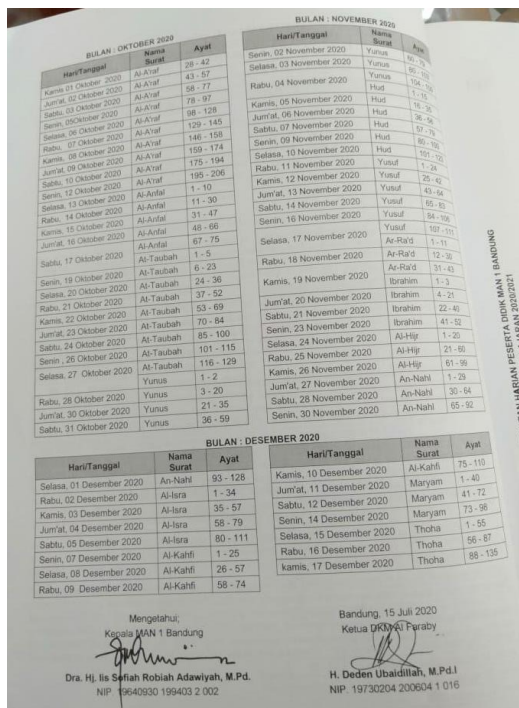 BULAN : OKTOBER 2020
Hari/Tanggal Nama Surat Ayat
Kamis 01 Oktober 2020 Al-A'raf 28 - 42
Jum'at, 02 Oktober 2020 Al-A'raf 43 - 57
Sabtu, 03 Oktober 2020 Al-A'raf 58 - 77
Senin, 05Oktober 2020 Al-A'raf 78 - 97
Selasa, 06 Oktober 2020 Al-A'raf 98 - 128
Rabu, 07 Oktober 2020 Al-A'raf 129 - 145
Kamis, 08 Oktober 2020 Al-A'raf 146 - 158
Jum'at, 09 Oktober 2020 Al-A'raf 159 - 174
Sabtu, 10 Oktober 2020 Al-A'raf 175 - 194
Senin, 12 Oktober 2020 Al-A'raf 195 - 206
Selasa, 13 Oktober 2020 Al-Anfal 1 - 10
Rabu, 14 Oktober 2020 Al-Anfal 11 - 30
Kamis, 15 Oktober 2020 Al-Anfal 31 - 47
Jum'at, 16 Oktober 2020 Al-Anfal 48 - 66
Sabtu, 17 Oktober 2020 Al-Anfal 67 - 75
At-Taubah 1 - 5
Senin, 19 Oktober 2020 At-Taubah 6 - 23
Selasa, 20 Oktober 2020 At-Taubah 24 - 36
Rabu, 21 Oktober 2020 At-Taubah 37 - 52
Kamis, 22 Oktober 2020 At-Taubah 53 - 69
Jum'at, 23 Oktober 2020 At-Taubah 70 - 84
Sabtu, 24 Oktober 2020 At-Taubah 85 - 100
Senin , 26 Oktober 2020 At-Taubah 101 - 115
Selasa, 27 Oktober 2020 At-Taubah 116 - 129
Yunus 1 - 2
Rabu, 28 Oktober 2020 Yunus 3 - 20
Jum'at, 30 Oktober 2020 Yunus 21 - 35
Sabtu, 31 Oktober 2020 Yunus 36 - 59
BULAN : NOVEMBER 2020
Hari/Tanggal Nama Surat Ayat
Senin, 02 November 2020 Yunus 60 - 79
Selasa, 03 November 2020 Yunus
Rabu, 04 November 2020 Yunus
Hud
Kamis, 05 November 2020 Hud
Jum'at, 06 November 2020 Hud
Sabtu, 07 November 2020 Hud
Senin, 09 November 2020 Hud
Selasa, 10 November 2020 Hud
Rabu, 11 November 2020 Yusuf 1 - 24
Kamis, 12 November 2020 Yusuf 25 - 42
Jum'at, 13 November 2020 Yusuf 43 - 64
Sabtu, 14 November 2020 Yusuf 65 - 83
Senin, 16 November 2020 Yusuf 84 - 106
Selasa, 17 November 2020 Yusuf 107 - 111
Ar-Ra'd 1 - 11
Rabu, 18 November 2020 Ar-Ra'd 12 - 30
Kamis, 19 November 2020 Ar-Ra'd 31 - 43
Ibrahim 1 - 3
Jum'at, 20 November 2020 Ibrahim 4 - 21
Sabtu, 21 November 2020 Ibrahim 22 - 40
Senin, 23 November 2020 Ibrahim 41 - 52
Selasa, 24 November 2020 Al-Hijr 1 - 20
Rabu, 25 November 2020 Al-Hijr 21 - 60
Kamis, 26 November 2020 Al-Hijr 61 - 99
Jum'at, 27 November 2020 An-Nahl 1 - 29
Sabtu, 28 November 2020 An-Nahl 30 - 64
Senin, 30 November 2020 An-Nahl 65 - 92
BULAN : DESEMBER 2020
Hari/Tanggal Nama Surat Ayat
Selasa, 01 Desember 2020 An-Nahl 93 - 128
Rabu, 02 Desember 2020 Al-Isra 1 - 34
Kamis, 03 Desember 2020 Al-Isra 35 - 57
Jum'at, 04 Desember 2020 Al-Isra 58 - 79
Sabtu, 05 Desember 2020 Al-Isra 80 - 111
Senin, 07 Desember 2020 Al-Kahfi 1 - 25
Selasa, 08 Desember 2020 Al-Kahfi 26 - 57
Rabu, 09 Desember 2020 Al-Kahfi 58 - 74
Hari/Tanggal Nama Surat Ayat
Kamis, 10 Desember 2020 Al-Kahfi 75 - 110
Jum'at, 11 Desember 2020 Maryam 1 - 40
Sabtu, 12 Desember 2020 Maryam 41 - 72
Senin, 14 Desember 2020 Maryam 73 - 98
Selasa, 15 Desember 2020 Thoha 1 - 55
Rabu, 16 Desember 2020 Thoha 56 - 87
kamis, 17 Desember 2020 Thoha 88 - 135
Mengetahui;
Kepala MAN 1 Bandung
Dra. Hj. Iis Sofiah Robiah Adawiyah, M.Pd.
NIP. 19640930 199403 2 002
Bandung, 15 Juli 2020
Ketua DKM Al Faraby
H. Deden Ubaidillah, M.Pd.I
NIP. 19730204 200604 1 016
HARIAN PESERTA DIDIK MAN 1 BANDUNG
2020/2021